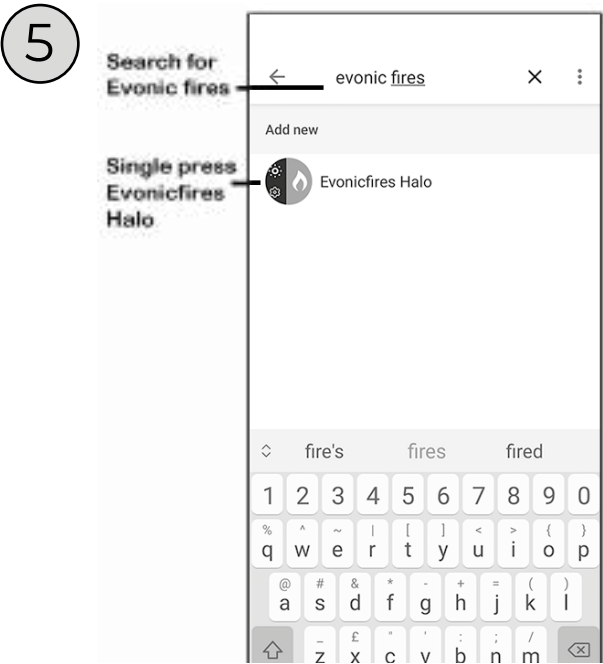 5
Search for
Evonic fires
evonic fires
Add new
Single press
Evonicfires
Halo
Evonicfires Halo
fire's fires fired
1 2 3 4 5 6 7 8 9 0
% ^ ~ | [ ] < > { }
q w e r t y u i o p
@ # & * - + = ( )
a s d f g h j k l
_ £ " ' : ; /
z x c v b n m